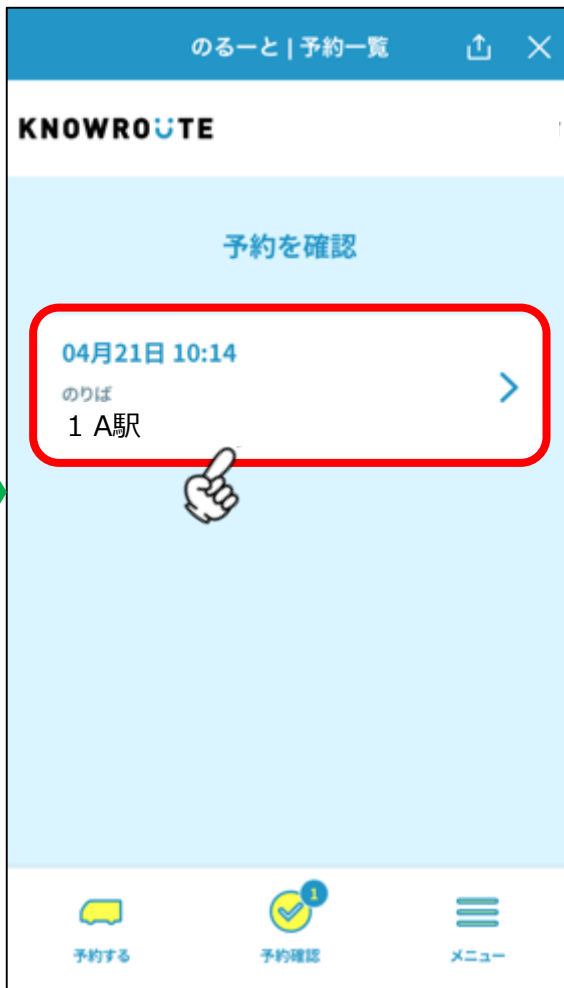 のるーと | 予約一覧
KNOWROUTE
予約を確認
04月21日 10:14
のりば
1 A駅
1
予約する
予約確認
メニュー